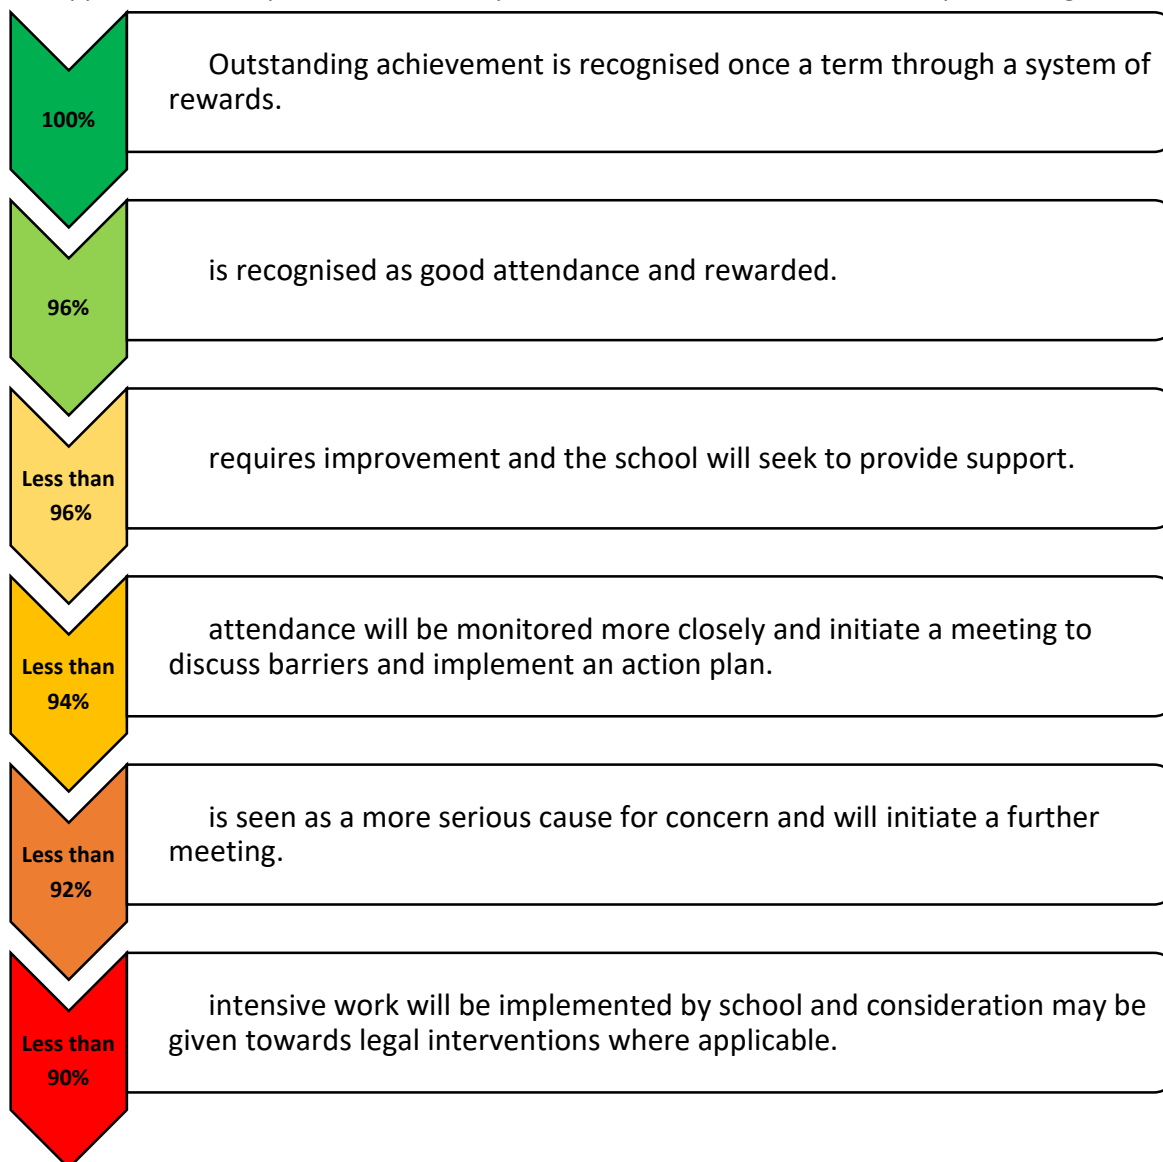 100%
Outstanding achievement is recognised once a term through a system of
rewards.
96%
is recognised as good attendance and rewarded.
Less than
96%
requires improvement and the school will seek to provide support.
Less than
94%
attendance will be monitored more closely and initiate a meeting to
discuss barriers and implement an action plan.
Less than
92%
is seen as a more serious cause for concern and will initiate a further
meeting.
Less than
90%
intensive work will be implemented by school and consideration may be
given towards legal interventions where applicable.